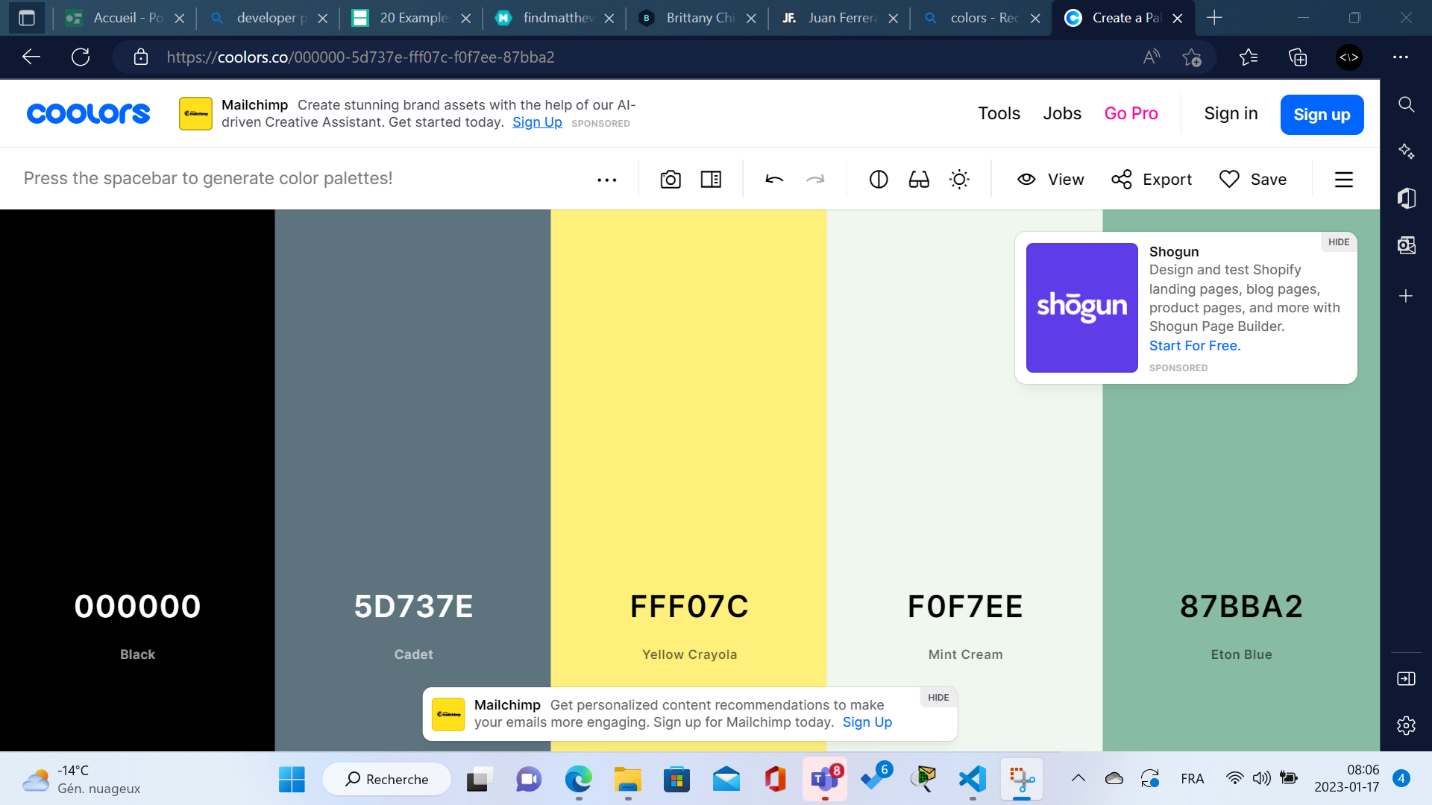 Accueil - Po
developer p
20 Example
findmatthew
Brittany Chi
JF. Juan Ferrera
colors - Rec
Create a Pal
https://coolors.co/000000-5d737e-fff07c-f0f7ee-87bba2
coolors
Mailchimp Create stunning brand assets with the help of our AI-
driven Creative Assistant. Get started today. Sign Up SPONSORED
Tools Jobs Go Pro Sign in Sign up
Press the spacebar to generate color palettes!
View Export Save
HIDE
Shogun
Design and test Shopify
landing pages, blog pages,
product pages, and more with
Shogun Page Builder.
Start For Free.
SPONSORED
shōgun
000000 5D737E FFF07C F0F7EE 87BBA2
Black Cadet Yellow Crayola Mint Cream Eton Blue
HIDE
Mailchimp Get personalized content recommendations to make
your emails more engaging. Sign up for Mailchimp today. Sign Up
-14°C
Gén. nuageux
Recherche
8
6
FRA
08:06
2023-01-17
4